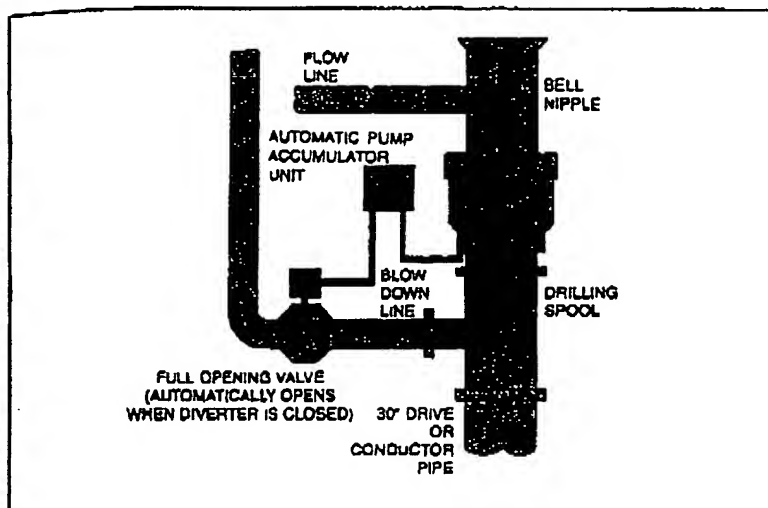 FLOW
LINE
BELL
NIPPLE
AUTOMATIC PUMP
ACCUMULATOR
UNIT
BLOW
DOWN
LINE
DRILLING
SPOOL
FULL OPENING VALVE
(AUTOMATICALLY OPENS
WHEN DIVERTER IS CLOSED)
30" DRIVE
OR
CONDUCTOR
PIPE